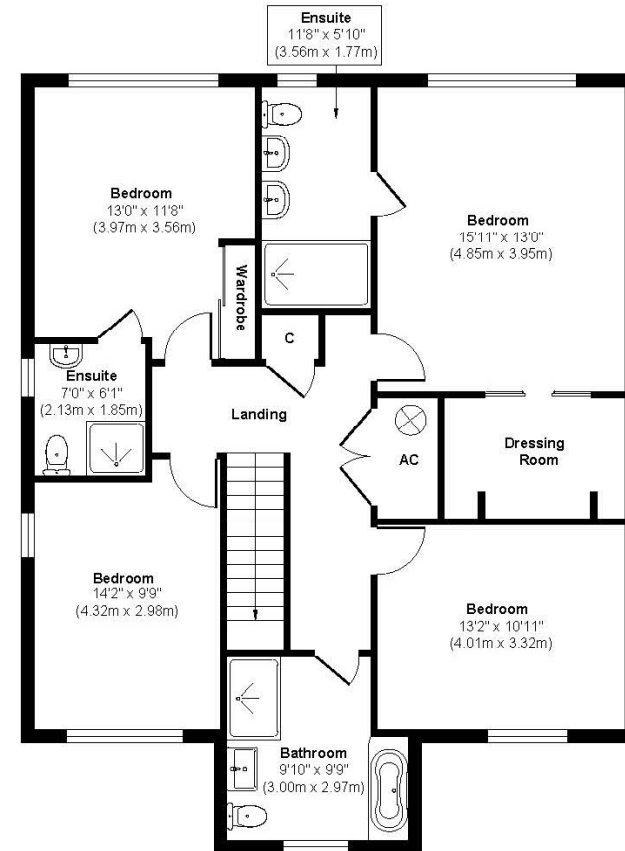 Ensuite
11'8" x 5'10"
(3.56m x 1.77m)
Bedroom
13'0" x 11'8"
(3.97m x 3.56m)
Bedroom
15'11" x 13'0"
(4.85m x 3.95m)
Wardrobe
C
Ensuite
7'0" x 6'1"
(2.13m x 1.85m)
Landing
AC
Dressing
Room
Bedroom
14'2" x 9'9"
(4.32m x 2.98m)
Bedroom
13'2" x 10'11"
(4.01m x 3.32m)
Bathroom
9'10" x 9'9"
(3.00m x 2.97m)